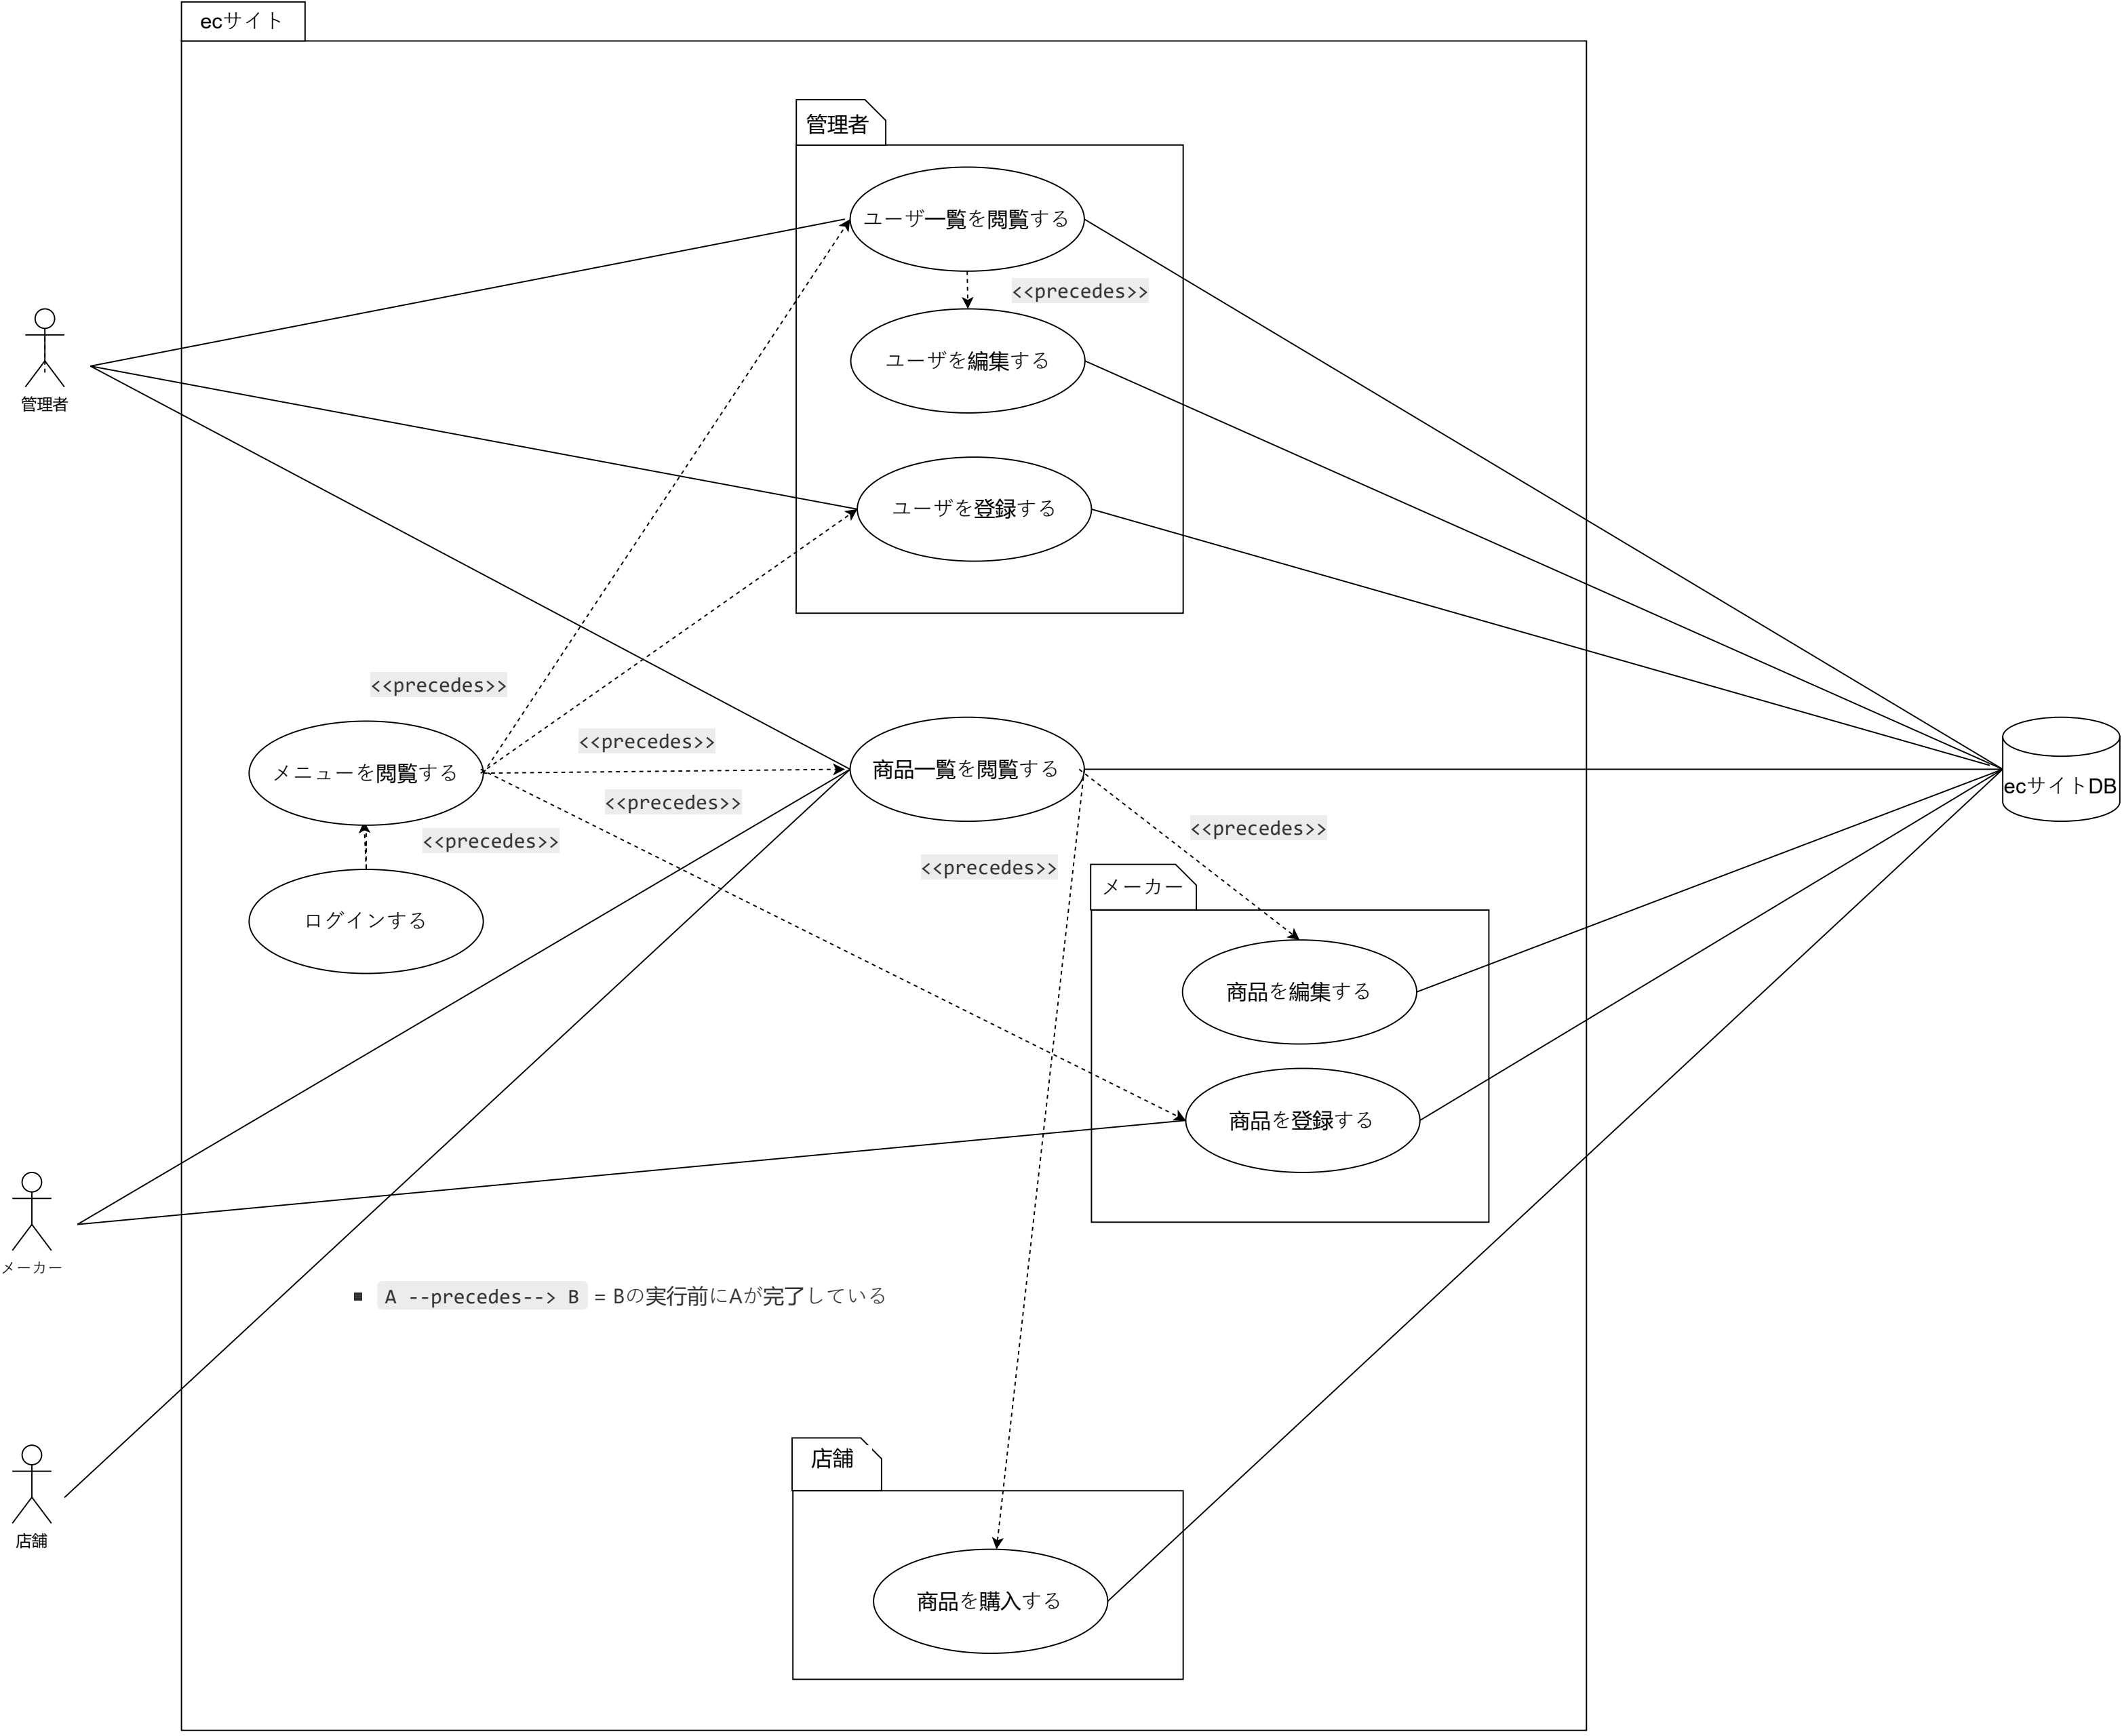 ecサイト
管理者
ユーザ一覧を閲覧する
<<precedes>>
ユーザを編集する
管理者
ユーザを登録する
<<precedes>>
<<precedes>>
メニューを閲覧する
商品一覧を閲覧する
ecサイトDB
<<precedes>>
<<precedes>>
<<precedes>>
<<precedes>>
メーカー
ログインする
商品を編集する
商品を登録する
メーカー
▪ A --precedes--> B = Bの実行前にAが完了している
店舗
店舗
商品を購入する